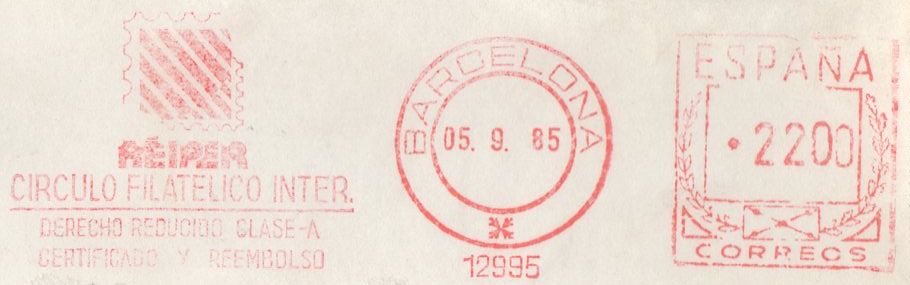 RÉIPER
CIRCULO FILATELICO INTER.
DERECHO REDUCIDO CLASE-A
CERTIFICADO Y REEMBOLSO
BARCELONA
05. 9. 85
12995
ESPAÑA
•2200
CORREOS